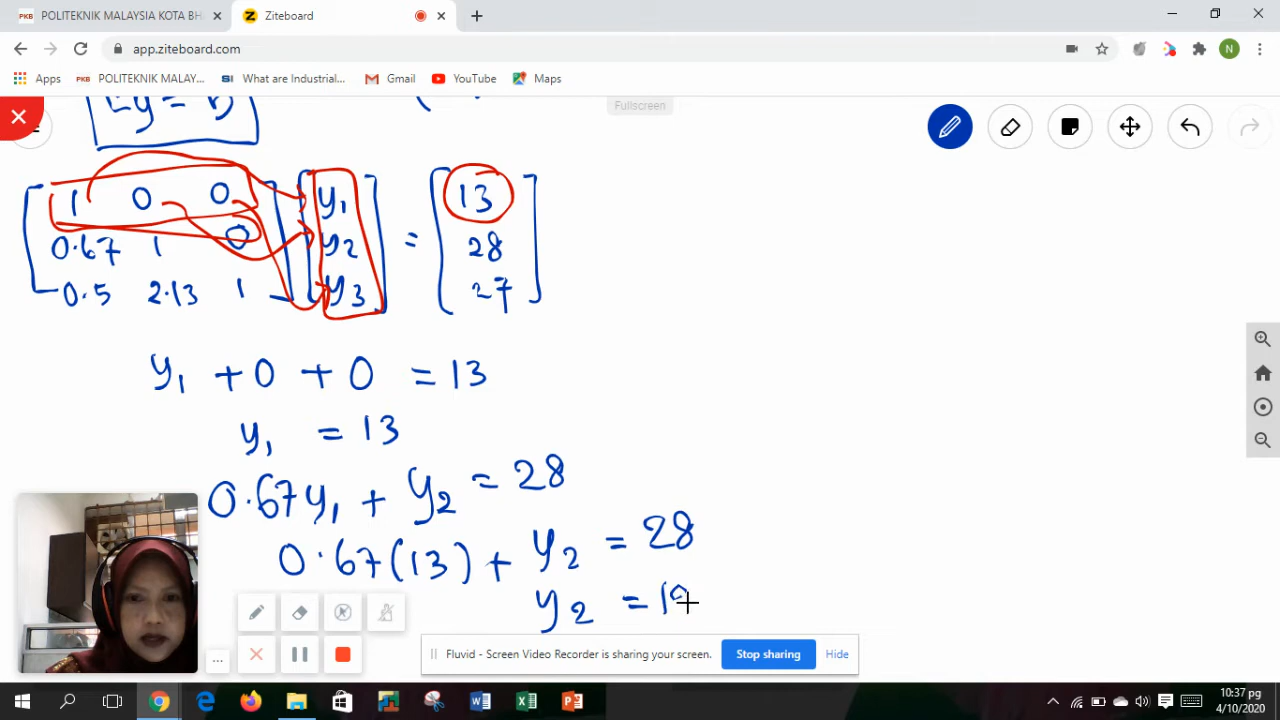 POLITEKNIK MALAYSIA KOTA BH
Ziteboard
app.ziteboard.com
N
Apps
POLITEKNIK MALAY...
What are Industrial...
Gmail
YouTube
Maps
Fullscreen
Ly = b
1 0 0 y1 13
0.67 1 0 y2 = 28
0.5 2.13 1 y3 27
y1 + 0 + 0 = 13
y1 = 13
0.67y1 + y2 = 28
0.67(13) + y2 = 28
y2 = 19
Fluvid - Screen Video Recorder is sharing your screen.
Stop sharing
Hide
10:37 pg
4/10/2020